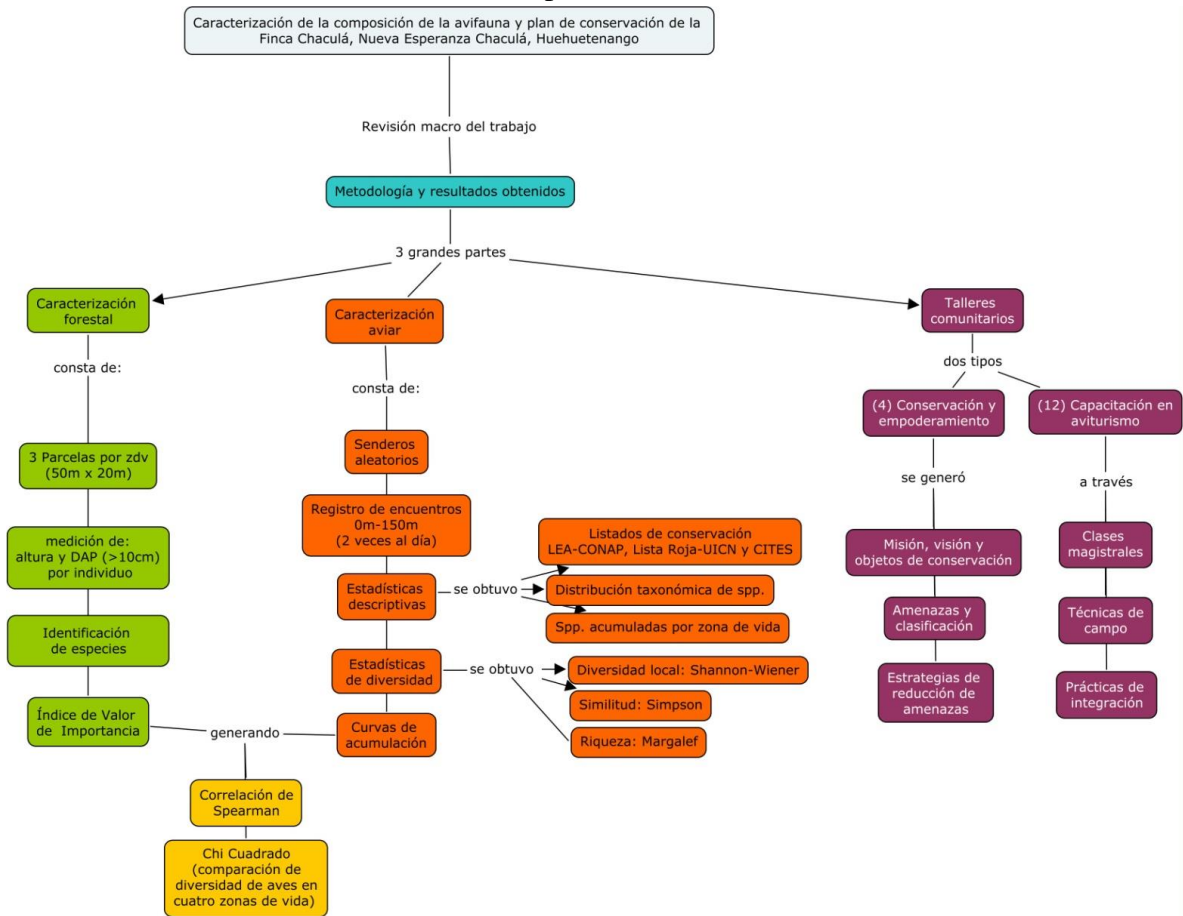 Caracterización de la composición de la avifauna y plan de conservación de la
Finca Chaculá, Nueva Esperanza Chaculá, Huehuetenango
Revisión macro del trabajo
Metodología y resultados obtenidos
3 grandes partes
Caracterización
forestal
consta de:
3 Parcelas por zdv
(50m x 20m)
medición de:
altura y DAP (>10cm)
por individuo
Identificación
de especies
Índice de Valor
de Importancia
Caracterización
aviar
consta de:
Senderos
aleatorios
Registro de encuentros
0m-150m
(2 veces al día)
Estadísticas
descriptivas
se obtuvo
Listados de conservación
LEA-CONAP, Lista Roja-UICN y CITES
Distribución taxonómica de spp.
Spp. acumuladas por zona de vida
Estadísticas
de diversidad
se obtuvo
Diversidad local: Shannon-Wiener
Similitud: Simpson
Riqueza: Margalef
Curvas de
acumulación
generando
Correlación de
Spearman
Chi Cuadrado
(comparación de
diversidad de aves en
cuatro zonas de vida)
Talleres
comunitarios
dos tipos
(4) Conservación y
empoderamiento
se generó
Misión, visión y
objetos de conservación
Amenazas y
clasificación
Estrategias de
reducción de
amenazas
(12) Capacitación en
aviturismo
a través
Clases
magistrales
Técnicas de
campo
Prácticas de
integración